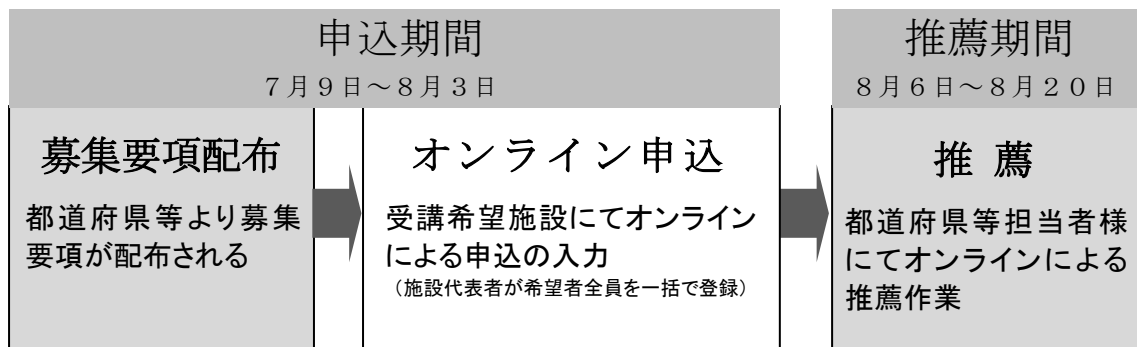 申込期間
７月９日～８月３日
推薦期間
８月６日～８月２０日
募集要項配布
都道府県等より募集
要項が配布される
オンライン申込
受講希望施設にてオンライン
による申込の入力
（施設代表者が希望者全員を一括で登録）
推 薦
都道府県等担当者様
にてオンラインによる
推薦作業